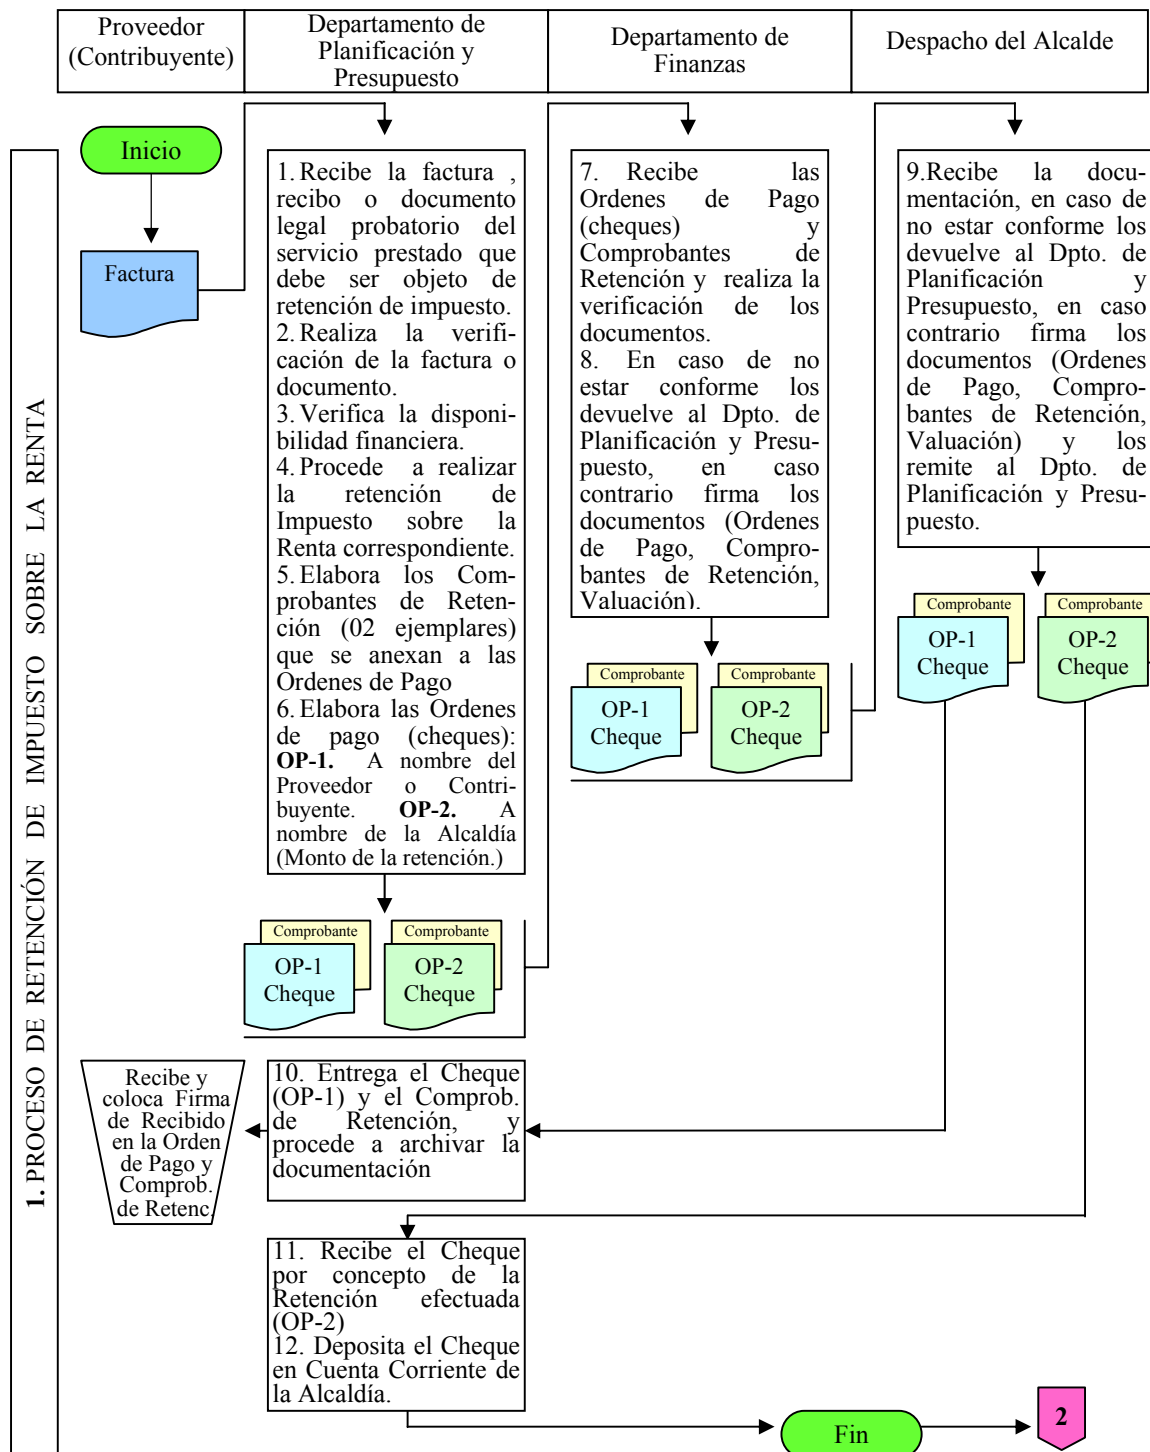 Proveedor
(Contribuyente)
Departamento de
Planificación y
Presupuesto
Departamento de
Finanzas
Despacho del Alcalde
1. PROCESO DE RETENCIÓN DE IMPUESTO SOBRE LA RENTA
Inicio
Factura
1. Recibe la factura ,
recibo o documento
legal probatorio del
servicio prestado que
debe ser objeto de
retención de impuesto.
2. Realiza la verifi-
cación de la factura o
documento.
3. Verifica la disponi-
bilidad financiera.
4. Procede a realizar
la retención de
Impuesto sobre la
Renta correspondiente.
5. Elabora los Com-
probantes de Reten-
ción (02 ejemplares)
que se anexan a las
Ordenes de Pago
6. Elabora las Ordenes
de pago (cheques):
OP-1. A nombre del
Proveedor o Contri-
buyente. OP-2. A
nombre de la Alcaldía
(Monto de la retención.)
Comprobante
OP-1
Cheque
Comprobante
OP-2
Cheque
7. Recibe las
Ordenes de Pago
(cheques) y
Comprobantes de
Retención y realiza la
verificación de los
documentos.
8. En caso de no
estar conforme los
devuelve al Dpto. de
Planificación y Presu-
puesto, en caso
contrario firma los
documentos (Ordenes
de Pago, Compro-
bantes de Retención,
Valuación).
Comprobante
OP-1
Cheque
Comprobante
OP-2
Cheque
9.Recibe la docu-
mentación, en caso de
no estar conforme los
devuelve al Dpto. de
Planificación y
Presupuesto, en caso
contrario firma los
documentos (Ordenes
de Pago, Compro-
bantes de Retención,
Valuación) y los
remite al Dpto. de
Planificación y Presu-
puesto.
Comprobante
OP-1
Cheque
Comprobante
OP-2
Cheque
10. Entrega el Cheque
(OP-1) y el Comprob.
de Retención, y
procede a archivar la
documentación
Recibe y
coloca Firma
de Recibido
en la Orden
de Pago y
Comprob.
de Retenc.
11. Recibe el Cheque
por concepto de la
Retención efectuada
(OP-2)
12. Deposita el Cheque
en Cuenta Corriente de
la Alcaldía.
Fin
2